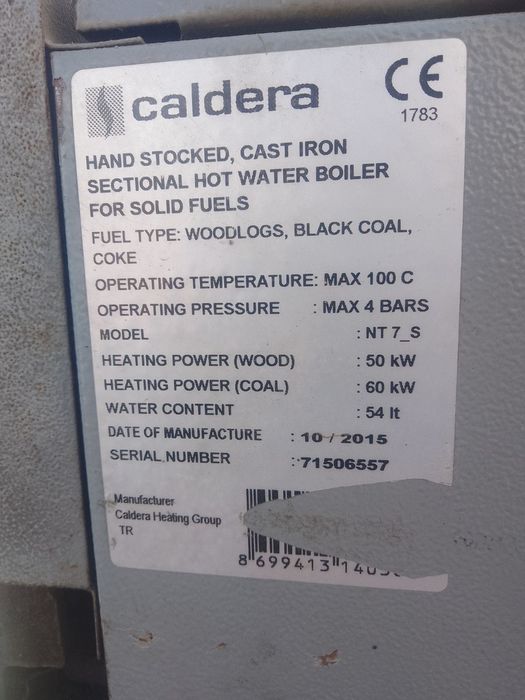 caldera
CE
1783
HAND STOCKED, CAST IRON
SECTIONAL HOT WATER BOILER
FOR SOLID FUELS
FUEL TYPE: WOODLOGS, BLACK COAL,
COKE
OPERATING TEMPERATURE: MAX 100 C
OPERATING PRESSURE : MAX 4 BARS
MODEL : NT 7_S
HEATING POWER (WOOD) : 50 kW
HEATING POWER (COAL) : 60 kW
WATER CONTENT : 54 lt
DATE OF MANUFACTURE : 10 / 2015
SERIAL NUMBER : 71506557
Manufacturer
Caldera Heating Group
TR
8 699413